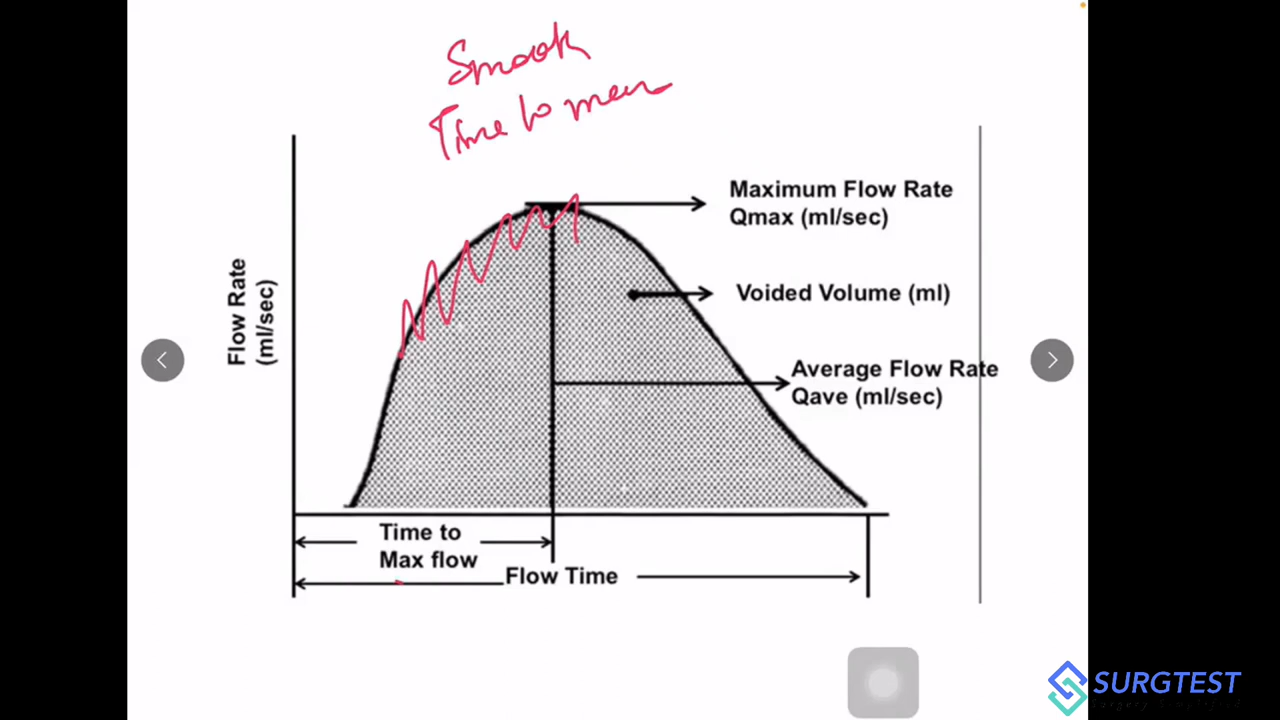 Smooth
Time to max
Maximum Flow Rate
Qmax (ml/sec)
Flow Rate
(ml/sec)
Voided Volume (ml)
Average Flow Rate
Qave (ml/sec)
Time to
Max flow
Flow Time
SURGTEST